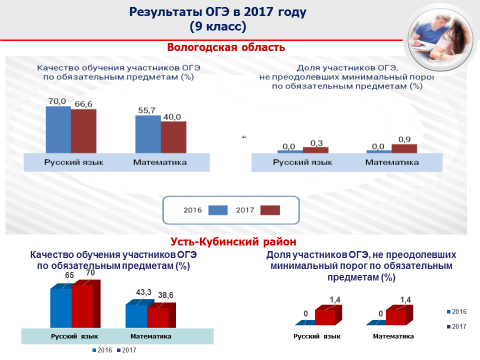 Результаты ОГЭ в 2017 году
(9 класс)
Вологодская область
Качество обучения участников ОГЭ
по обязательным предметам (%)
70,0
66,6
55,7
40,0
Русский язык
Математика
Доля участников ОГЭ,
не преодолевших минимальный порог
по обязательным предметам (%)
0,0
0,3
0,0
0,9
Русский язык
Математика
2016
2017
Усть-Кубинский район
Качество обучения участников ОГЭ
по обязательным предметам (%)
65
70
43,3
38,6
Русский язык
Математика
2016
2017
Доля участников ОГЭ, не преодолевших
минимальный порог по обязательным
предметам (%)
0
1,4
0
1,4
Русский язык
Математика
2016
2017